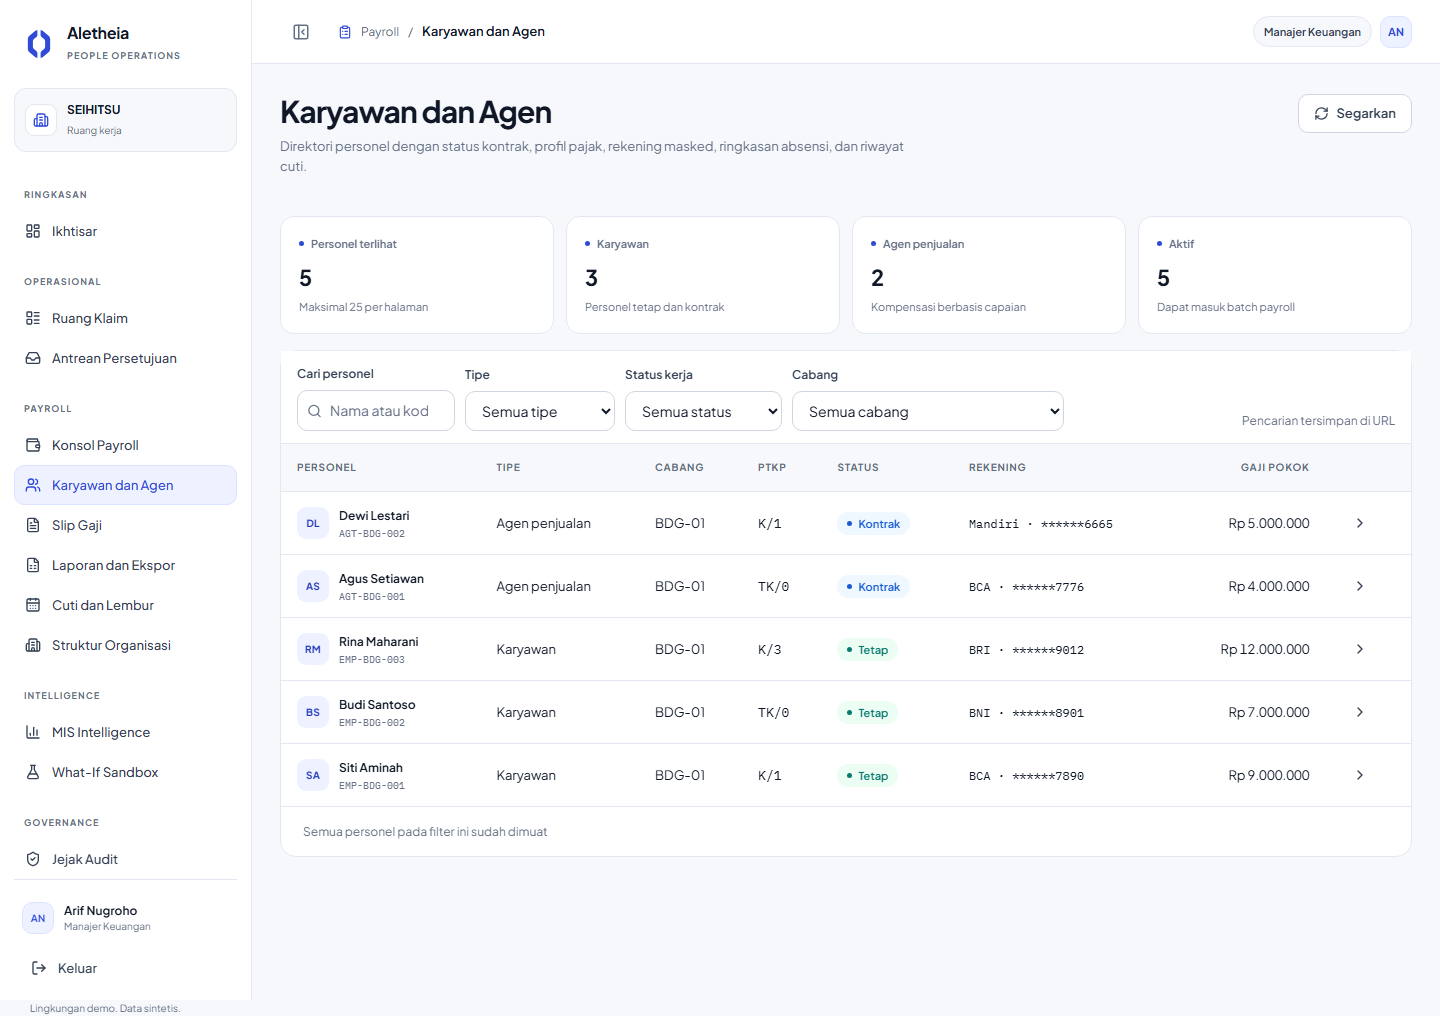 Aletheia
PEOPLE OPERATIONS
SEIHITSU
Ruang kerja
RINGKASAN
Ikhtisar
OPERASIONAL
Ruang Klaim
Antrean Persetujuan
PAYROLL
Konsol Payroll
Karyawan dan Agen
Slip Gaji
Laporan dan Ekspor
Cuti dan Lembur
Struktur Organisasi
INTELLIGENCE
MIS Intelligence
What-If Sandbox
GOVERNANCE
Jejak Audit
AN
Arif Nugroho
Manajer Keuangan
Keluar
Lingkungan demo. Data sintetis.
Payroll / Karyawan dan Agen
Manajer Keuangan
AN
Karyawan dan Agen
Segarkan
Direktori personel dengan status kontrak, profil pajak, rekening masked, ringkasan absensi, dan riwayat
cuti.
Personel terlihat
5
Maksimal 25 per halaman
Karyawan
3
Personel tetap dan kontrak
Agen penjualan
2
Kompensasi berbasis capaian
Aktif
5
Dapat masuk batch payroll
Cari personel
Nama atau kod
Tipe
Semua tipe
Status kerja
Semua status
Cabang
Semua cabang
Pencarian tersimpan di URL
PERSONEL TIPE CABANG PTKP STATUS REKENING GAJI POKOK
DL Dewi Lestari Agen penjualan BDG-01 K/1 Kontrak Mandiri · ******6665 Rp 5.000.000
AGT-BDG-002
AS Agus Setiawan Agen penjualan BDG-01 TK/0 Kontrak BCA · ******7776 Rp 4.000.000
AGT-BDG-001
RM Rina Maharani Karyawan BDG-01 K/3 Tetap BRI · ******9012 Rp 12.000.000
EMP-BDG-003
BS Budi Santoso Karyawan BDG-01 TK/0 Tetap BNI · ******8901 Rp 7.000.000
EMP-BDG-002
SA Siti Aminah Karyawan BDG-01 K/1 Tetap BCA · ******7890 Rp 9.000.000
EMP-BDG-001
Semua personel pada filter ini sudah dimuat